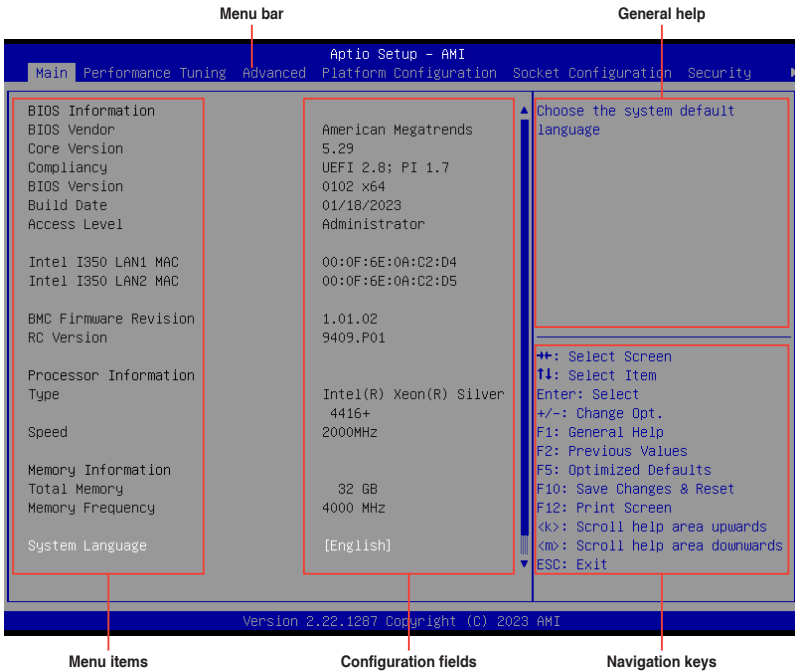 Menu bar
General help
Aptio Setup – AMI
Main Performance Tuning Advanced Platform Configuration Socket Configuration Security
BIOS Information
BIOS Vendor American Megatrends
Core Version 5.29
Compliancy UEFI 2.8; PI 1.7
BIOS Version 0102 x64
Build Date 01/18/2023
Access Level Administrator
Intel I350 LAN1 MAC 00:0F:6E:0A:C2:D4
Intel I350 LAN2 MAC 00:0F:6E:0A:C2:D5
BMC Firmware Revision 1.01.02
RC Version 9409.P01
Processor Information
Type Intel(R) Xeon(R) Silver
4416+
Speed 2000MHz
Memory Information
Total Memory 32 GB
Memory Frequency 4000 MHz
System Language [English]
Choose the system default
language
→←: Select Screen
↑↓: Select Item
Enter: Select
+/-: Change Opt.
F1: General Help
F2: Previous Values
F5: Optimized Defaults
F10: Save Changes & Reset
F12: Print Screen
<k>: Scroll help area upwards
<m>: Scroll help area downwards
ESC: Exit
Version 2.22.1287 Copyright (C) 2023 AMI
Menu items
Configuration fields
Navigation keys